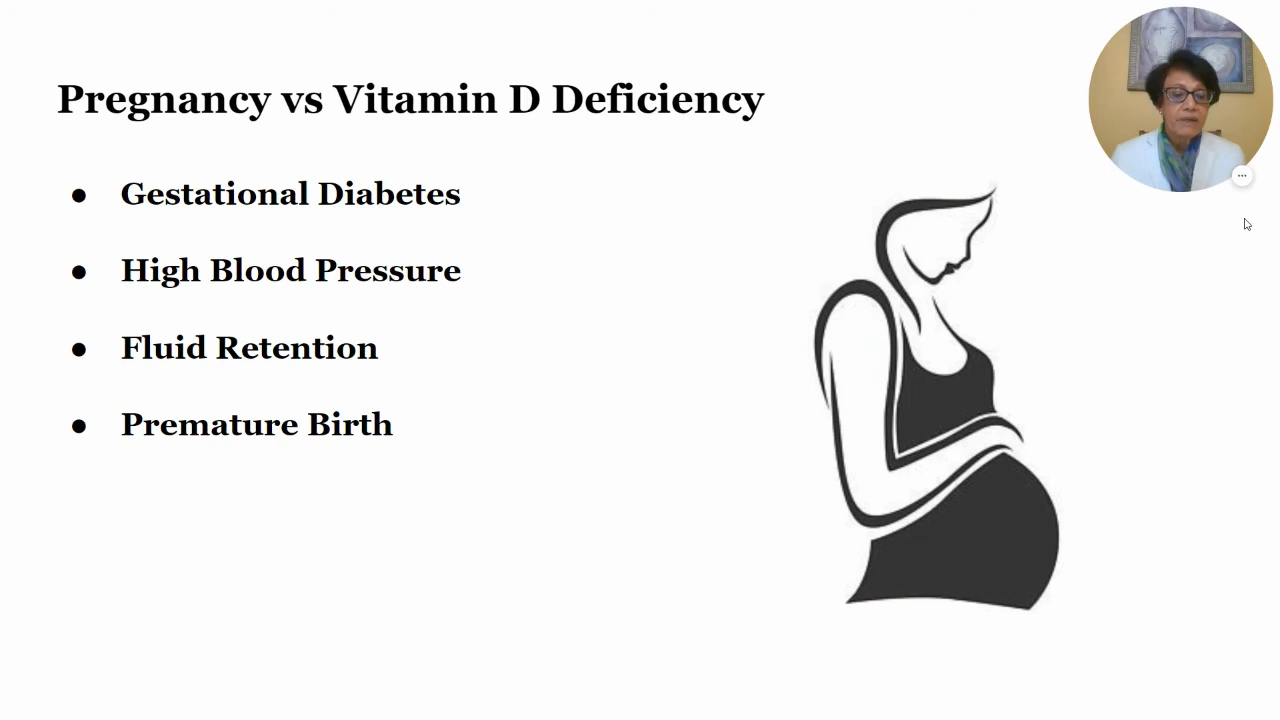 Pregnancy vs Vitamin D Deficiency
● Gestational Diabetes
● High Blood Pressure
● Fluid Retention
● Premature Birth